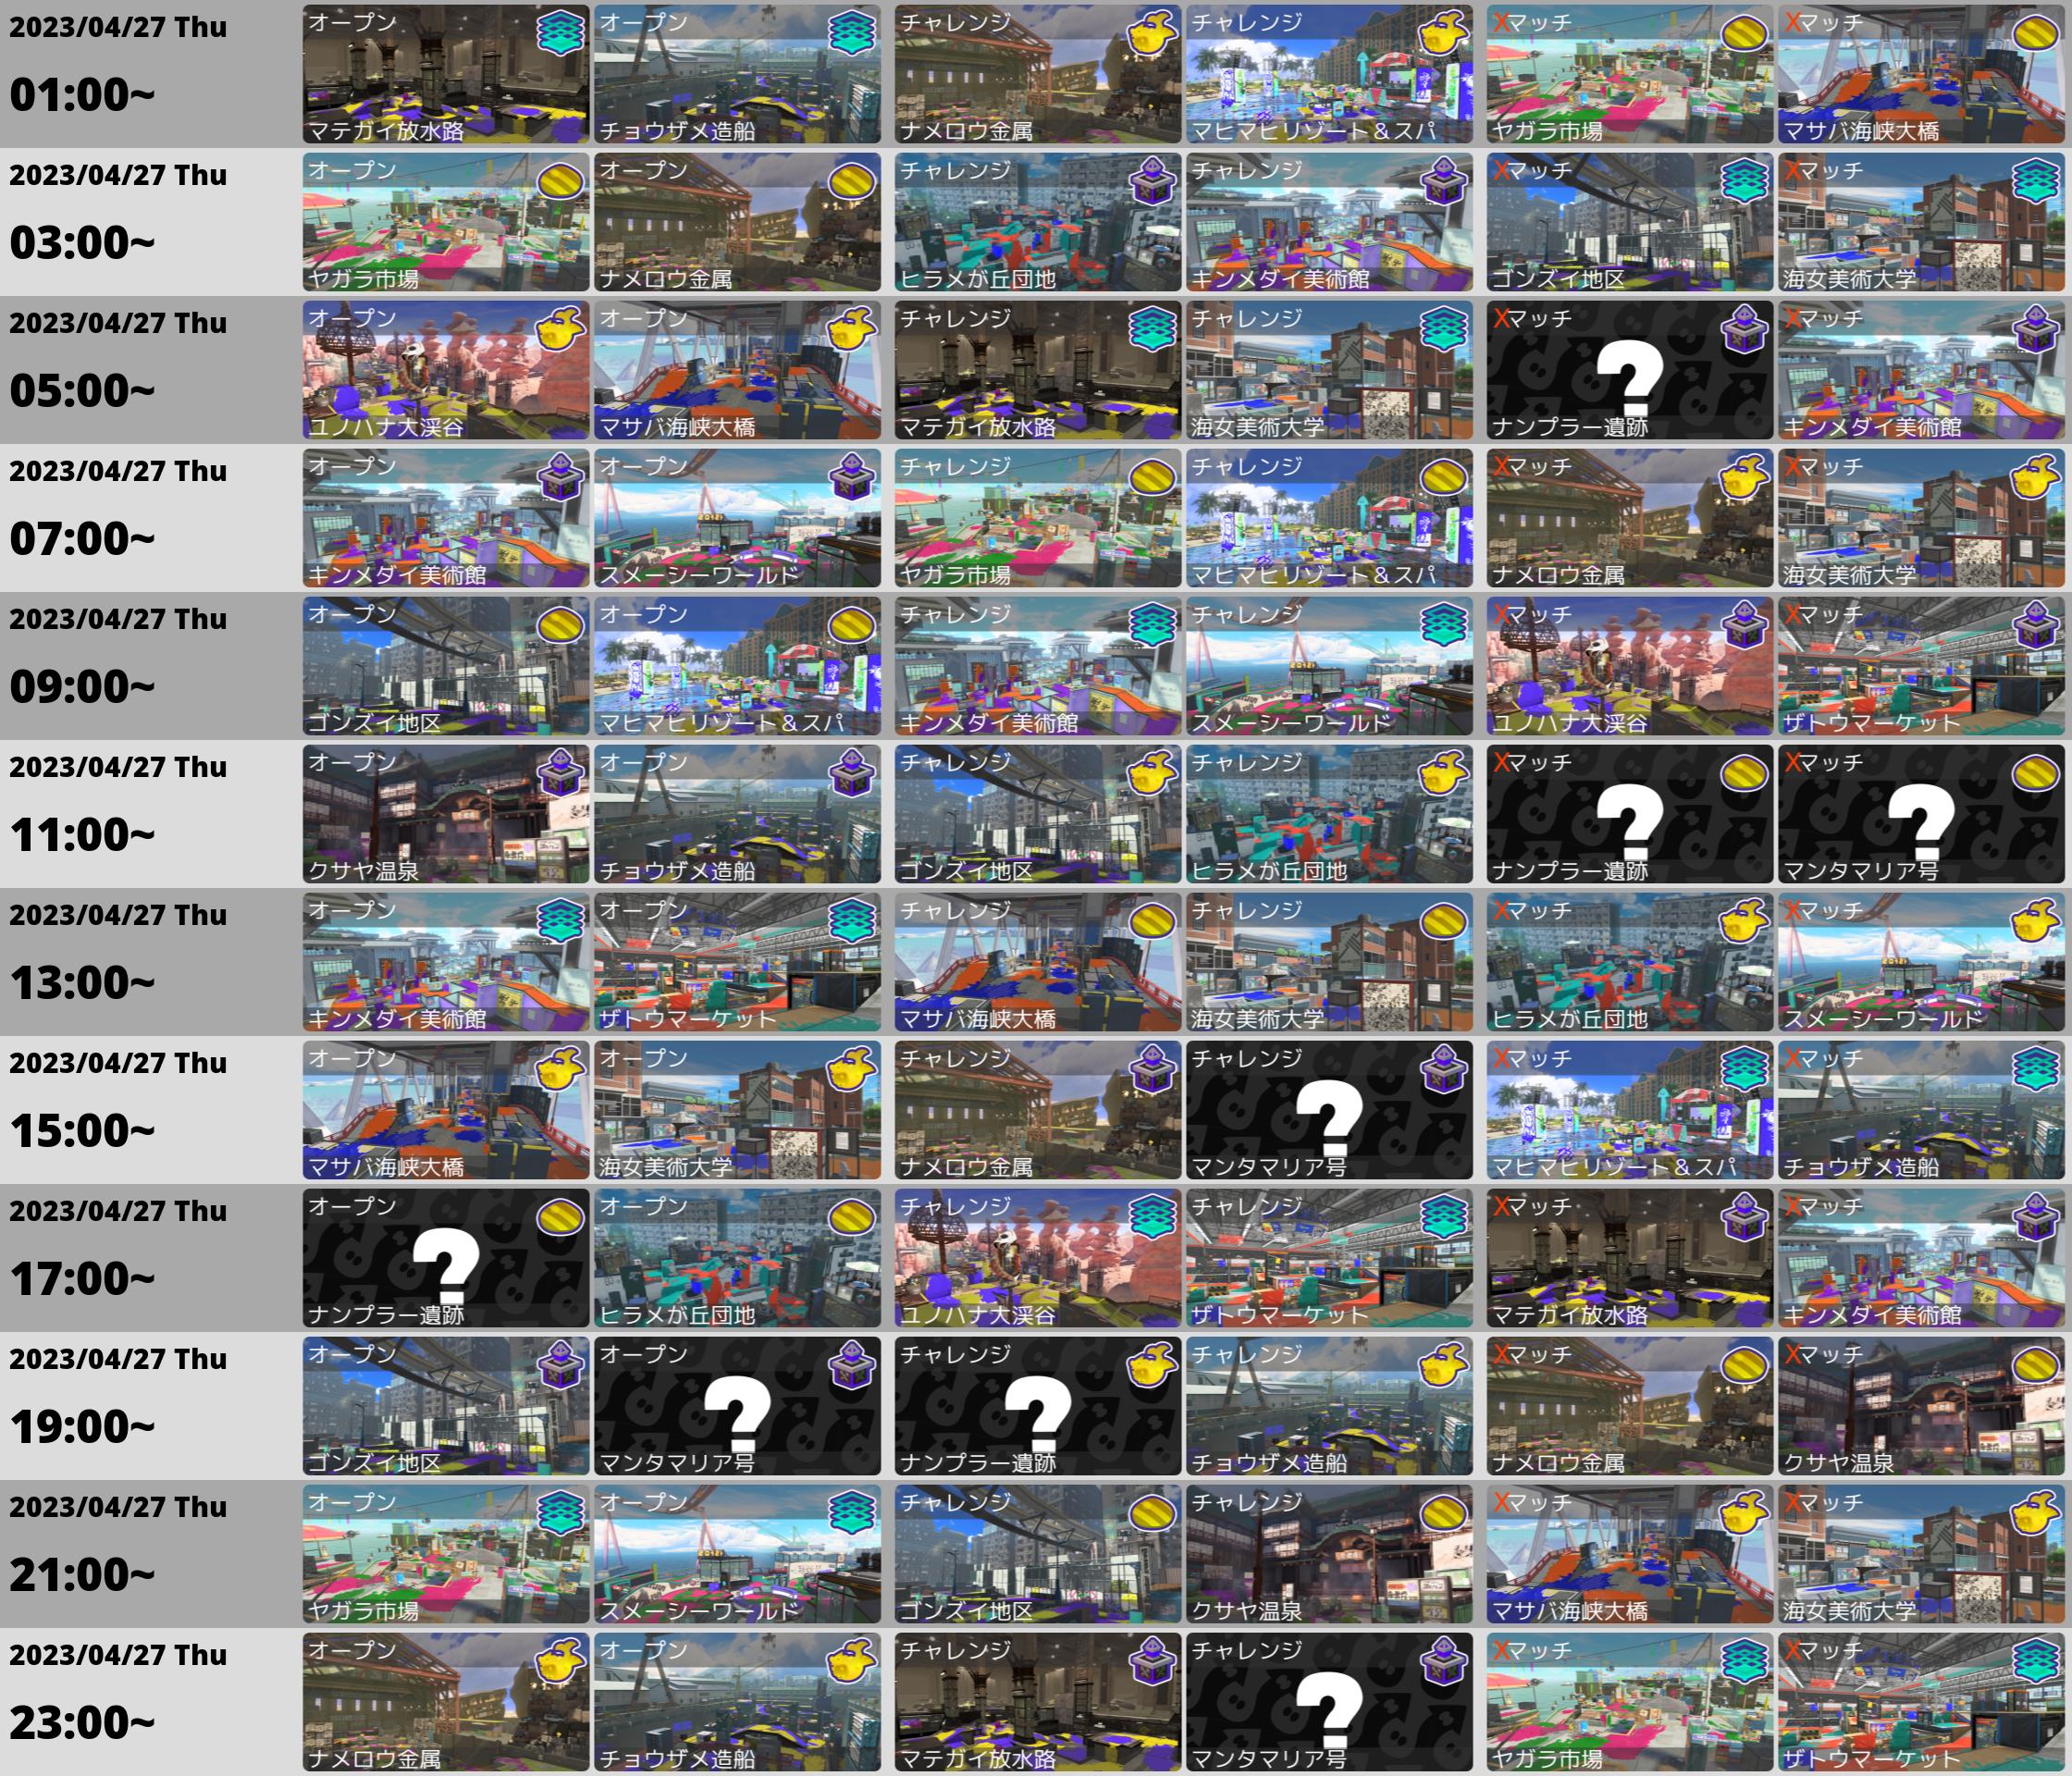 2023/04/27 Thu
01:00~
オープン
マテガイ放水路
オープン
チョウザメ造船
チャレンジ
ナメロウ金属
チャレンジ
マヒマヒリゾート＆スパ
Xマッチ
ヤガラ市場
Xマッチ
マサバ海峡大橋
2023/04/27 Thu
03:00~
オープン
ヤガラ市場
オープン
ナメロウ金属
チャレンジ
ヒラメが丘団地
チャレンジ
キンメダイ美術館
Xマッチ
ゴンズイ地区
Xマッチ
海女美術大学
2023/04/27 Thu
05:00~
オープン
ユノハナ大渓谷
オープン
マサバ海峡大橋
チャレンジ
マテガイ放水路
チャレンジ
海女美術大学
Xマッチ
?
ナンプラー遺跡
Xマッチ
キンメダイ美術館
2023/04/27 Thu
07:00~
オープン
キンメダイ美術館
オープン
スメーシーワールド
チャレンジ
ヤガラ市場
チャレンジ
マヒマヒリゾート＆スパ
Xマッチ
ナメロウ金属
Xマッチ
海女美術大学
2023/04/27 Thu
09:00~
オープン
ゴンズイ地区
オープン
マヒマヒリゾート＆スパ
チャレンジ
キンメダイ美術館
チャレンジ
スメーシーワールド
Xマッチ
ユノハナ大渓谷
Xマッチ
ザトウマーケット
2023/04/27 Thu
11:00~
オープン
クサヤ温泉
オープン
チョウザメ造船
チャレンジ
ゴンズイ地区
チャレンジ
ヒラメが丘団地
Xマッチ
?
ナンプラー遺跡
Xマッチ
?
マンタマリア号
2023/04/27 Thu
13:00~
オープン
キンメダイ美術館
オープン
ザトウマーケット
チャレンジ
マサバ海峡大橋
チャレンジ
海女美術大学
Xマッチ
ヒラメが丘団地
Xマッチ
スメーシーワールド
2023/04/27 Thu
15:00~
オープン
マサバ海峡大橋
オープン
海女美術大学
チャレンジ
ナメロウ金属
チャレンジ
?
マンタマリア号
Xマッチ
マヒマヒリゾート＆スパ
Xマッチ
チョウザメ造船
2023/04/27 Thu
17:00~
オープン
?
ナンプラー遺跡
オープン
ヒラメが丘団地
チャレンジ
ユノハナ大渓谷
チャレンジ
ザトウマーケット
Xマッチ
マテガイ放水路
Xマッチ
キンメダイ美術館
2023/04/27 Thu
19:00~
オープン
ゴンズイ地区
オープン
?
マンタマリア号
チャレンジ
?
ナンプラー遺跡
チャレンジ
チョウザメ造船
Xマッチ
ナメロウ金属
Xマッチ
クサヤ温泉
2023/04/27 Thu
21:00~
オープン
ヤガラ市場
オープン
スメーシーワールド
チャレンジ
ゴンズイ地区
チャレンジ
クサヤ温泉
Xマッチ
マサバ海峡大橋
Xマッチ
海女美術大学
2023/04/27 Thu
23:00~
オープン
ナメロウ金属
オープン
チョウザメ造船
チャレンジ
マテガイ放水路
チャレンジ
?
マンタマリア号
Xマッチ
ヤガラ市場
Xマッチ
ザトウマーケット